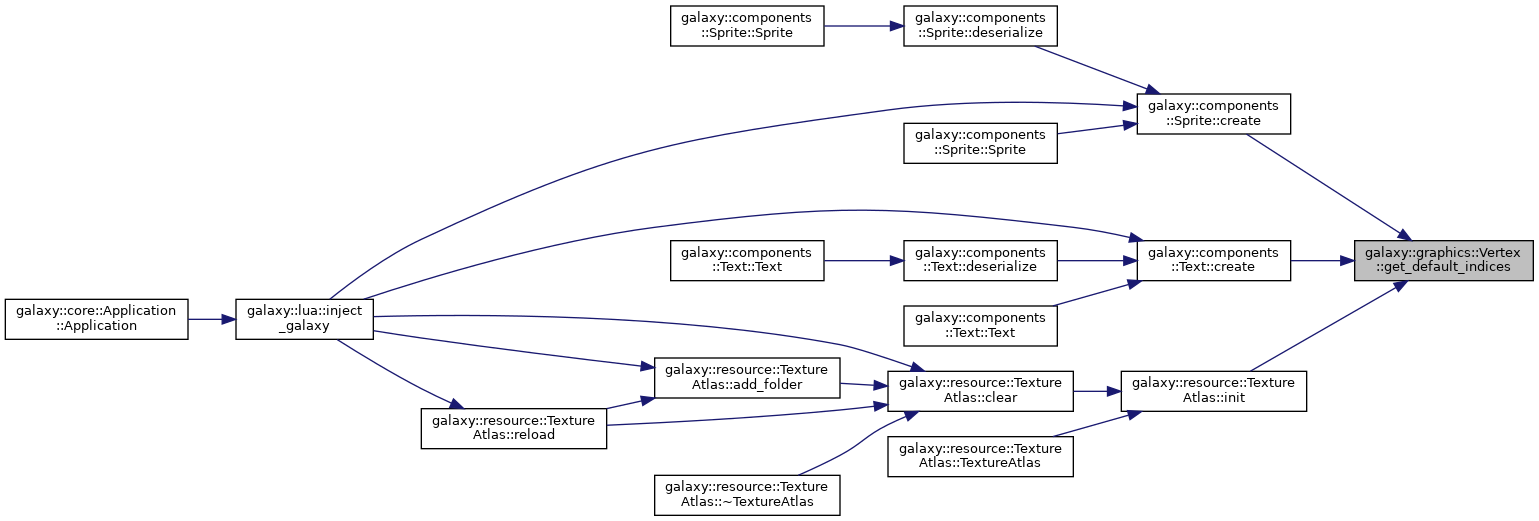 galaxy::components
::Sprite::Sprite
galaxy::components
::Sprite::deserialize
galaxy::components
::Sprite::create
galaxy::components
::Sprite::Sprite
galaxy::components
::Text::Text
galaxy::components
::Text::deserialize
galaxy::components
::Text::create
galaxy::graphics::Vertex
::get_default_indices
galaxy::core::Application
::Application
galaxy::lua::inject
_galaxy
galaxy::components
::Text::Text
galaxy::resource::Texture
Atlas::add_folder
galaxy::resource::Texture
Atlas::clear
galaxy::resource::Texture
Atlas::init
galaxy::resource::Texture
Atlas::reload
galaxy::resource::Texture
Atlas::TextureAtlas
galaxy::resource::Texture
Atlas::~TextureAtlas